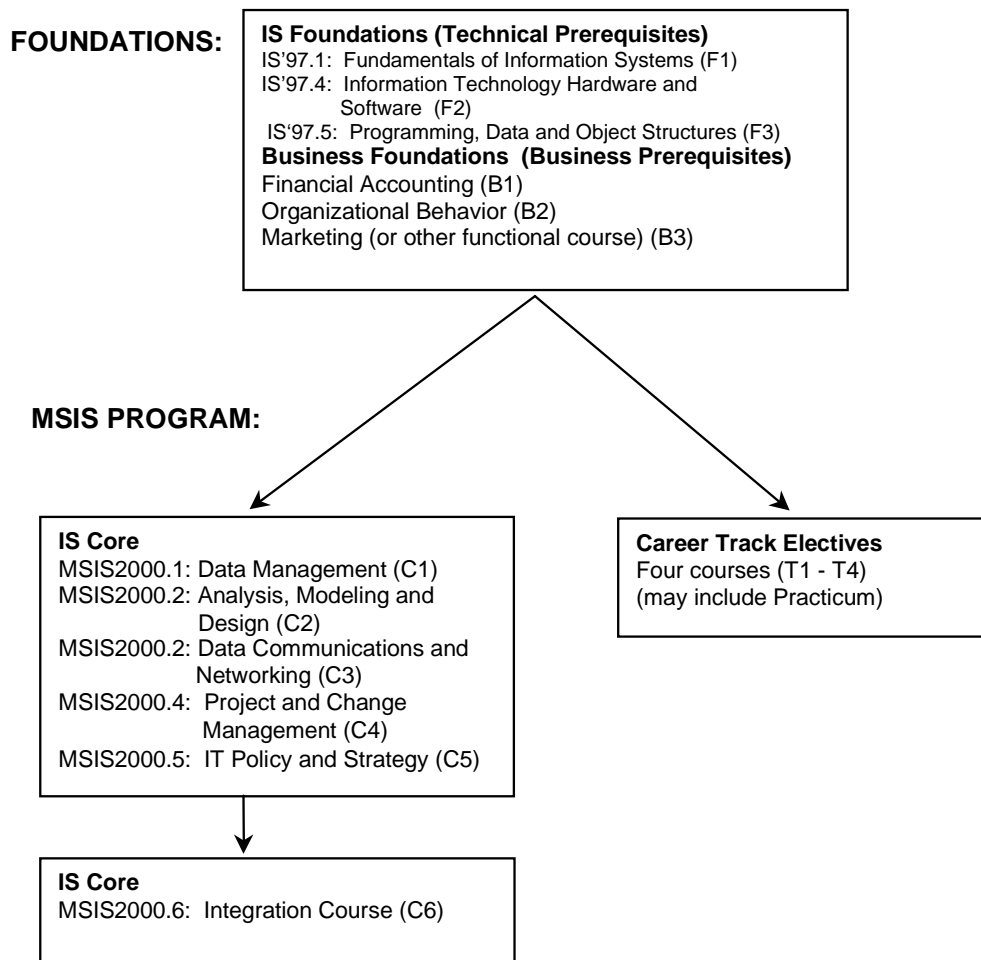 FOUNDATIONS:
IS Foundations (Technical Prerequisites)
IS’97.1: Fundamentals of Information Systems (F1)
IS’97.4: Information Technology Hardware and
Software (F2)
IS‘97.5: Programming, Data and Object Structures (F3)
Business Foundations (Business Prerequisites)
Financial Accounting (B1)
Organizational Behavior (B2)
Marketing (or other functional course) (B3)
MSIS PROGRAM:
IS Core
MSIS2000.1: Data Management (C1)
MSIS2000.2: Analysis, Modeling and
Design (C2)
MSIS2000.2: Data Communications and
Networking (C3)
MSIS2000.4: Project and Change
Management (C4)
MSIS2000.5: IT Policy and Strategy (C5)
Career Track Electives
Four courses (T1 - T4)
(may include Practicum)
IS Core
MSIS2000.6: Integration Course (C6)